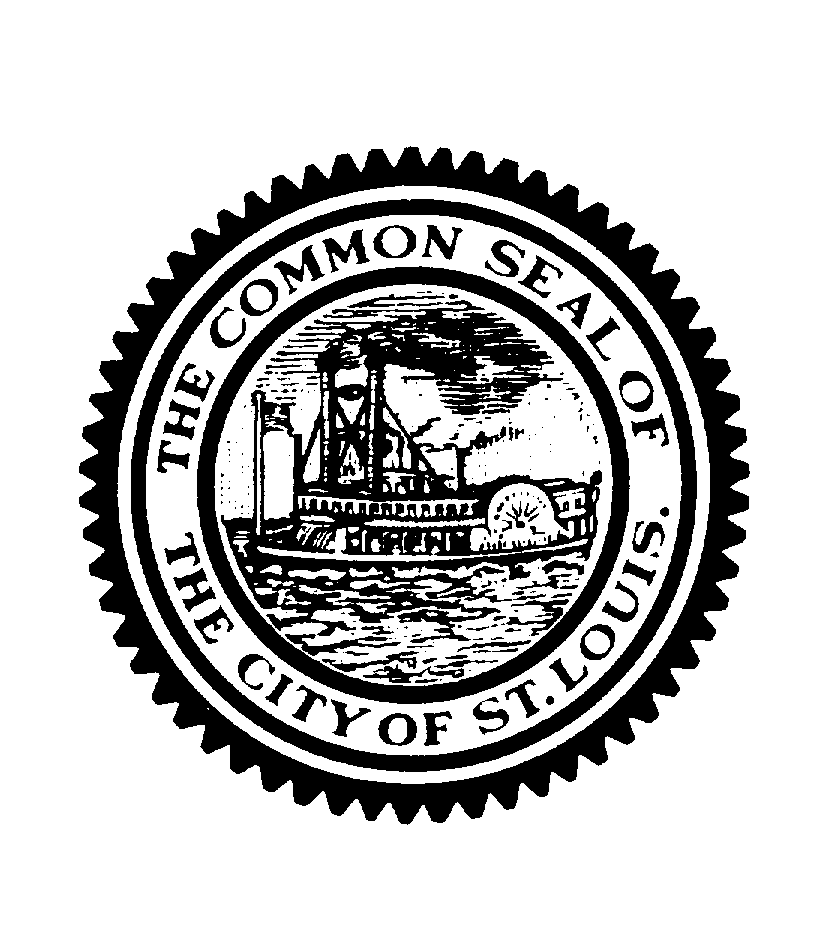 THE COMMON SEAL OF
THE CITY OF ST. LOUIS.